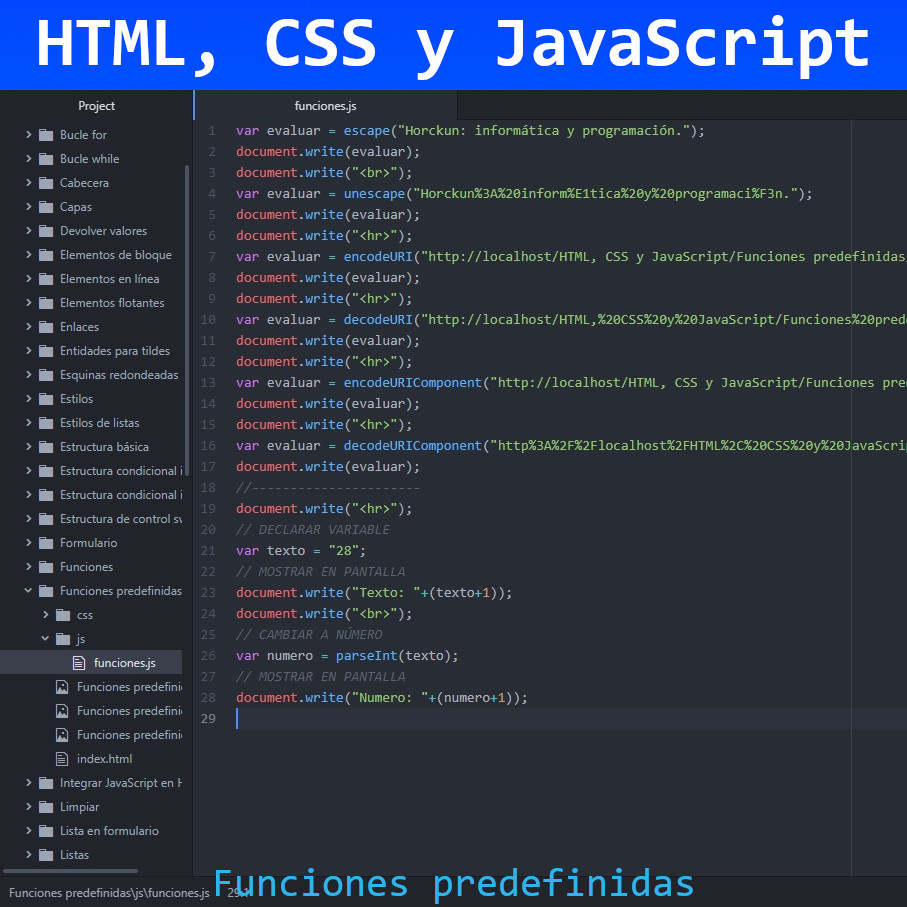 HTML, CSS y JavaScript
Project
Bucle for
Bucle while
Cabecera
Capas
Devolver valores
Elementos de bloque
Elementos en línea
Elementos flotantes
Enlaces
Entidades para tildes
Esquinas redondeadas
Estilos
Estilos de listas
Estructura básica
Estructura condicional i
Estructura condicional i
Estructura de control sv
Formulario
Funciones
Funciones predefinidas
css
js
funciones.js
Funciones predefini
Funciones predefini
Funciones predefini
index.html
Integrar JavaScript en H
Limpiar
Lista en formulario
Listas
funciones.js
1 var evaluar = escape("Horckun: informática y programación.");
2 document.write(evaluar);
3 document.write("<br>");
4 var evaluar = unescape("Horckun%3A%20inform%E1tica%20y%20programaci%F3n.");
5 document.write(evaluar);
6 document.write("<hr>");
7 var evaluar = encodeURI("http://localhost/HTML, CSS y JavaScript/Funciones predefinidas
8 document.write(evaluar);
9 document.write("<hr>");
10 var evaluar = decodeURI("http://localhost/HTML,%20CSS%20y%20JavaScript/Funciones%20prede
11 document.write(evaluar);
12 document.write("<hr>");
13 var evaluar = encodeURIComponent("http://localhost/HTML, CSS y JavaScript/Funciones pre
14 document.write(evaluar);
15 document.write("<hr>");
16 var evaluar = decodeURIComponent("http%3A%2F%2Flocalhost%2FHTML%2C%20CSS%20y%20JavaScri
17 document.write(evaluar);
18 //----------------------
19 document.write("<hr>");
20 // DECLARAR VARIABLE
21 var texto = "28";
22 // MOSTRAR EN PANTALLA
23 document.write("Texto: "+(texto+1));
24 document.write("<br>");
25 // CAMBIAR A NÚMERO
26 var numero = parseInt(texto);
27 // MOSTRAR EN PANTALLA
28 document.write("Numero: "+(numero+1));
29
Funciones predefinidas\js\funciones.js 29:1
Funciones predefinidas